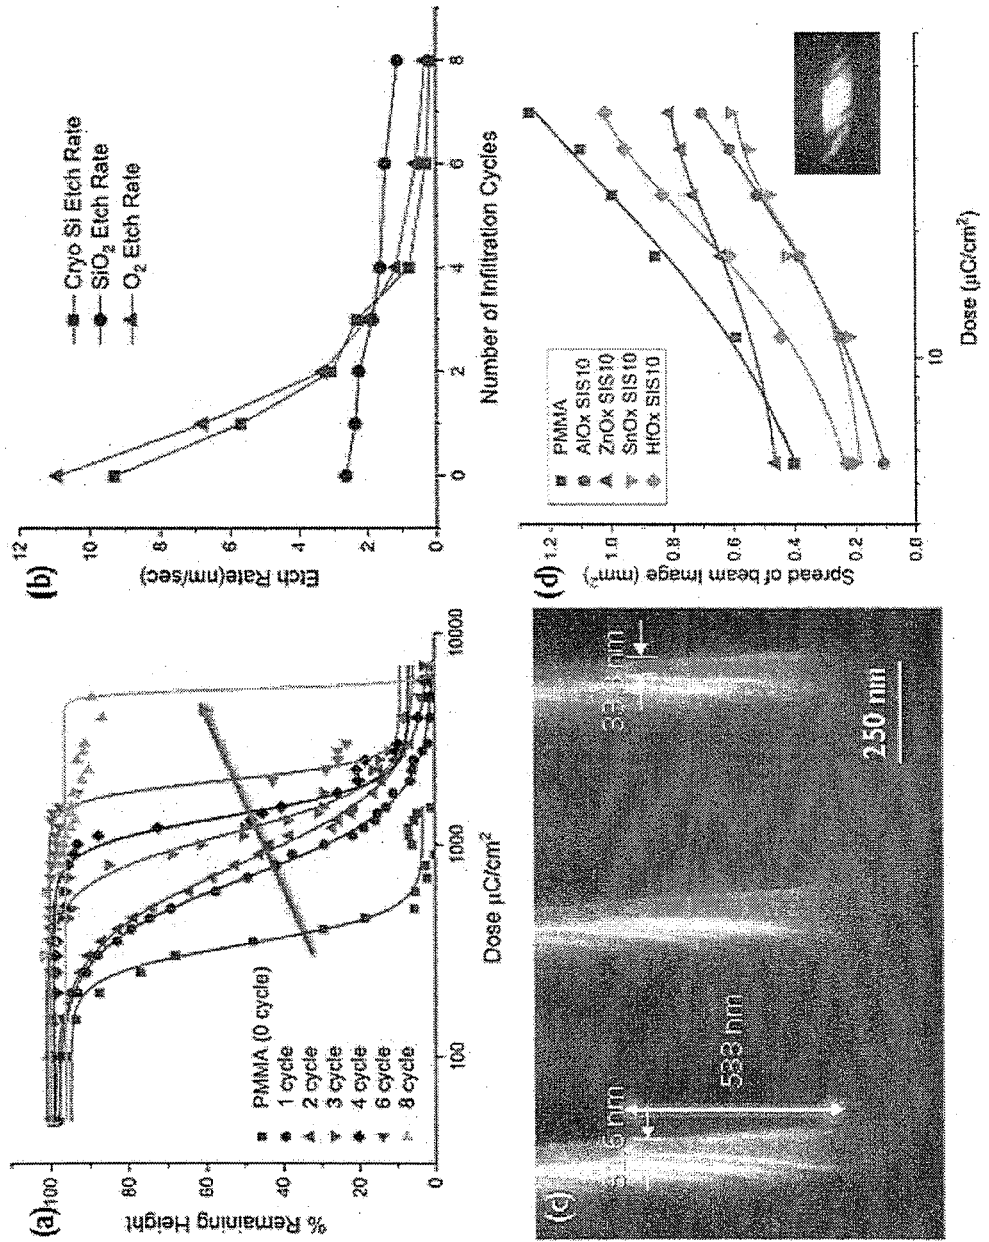 (a)
% Remaining Height
100
80
60
40
20
0
PMMA (0 cycle)
1 cycle
2 cycle
3 cycle
4 cycle
6 cycle
8 cycle
100
1000
10000
Dose µC/cm²
(b)
Etch Rate(nm/sec)
12
10
8
6
4
2
0
Cryo Si Etch Rate
SiO₂ Etch Rate
O₂ Etch Rate
0
2
4
6
8
Number of Infiltration Cycles
(c)
nm
533 nm
nm
250 nm
(d)
Spread of beam Image (mm²)
1.2
1.0
0.8
0.6
0.4
0.2
0.0
PMMA
AlOx SIS10
ZnOx SIS10
SnOx SIS10
HfOx SIS10
10
Dose (µC/cm²)